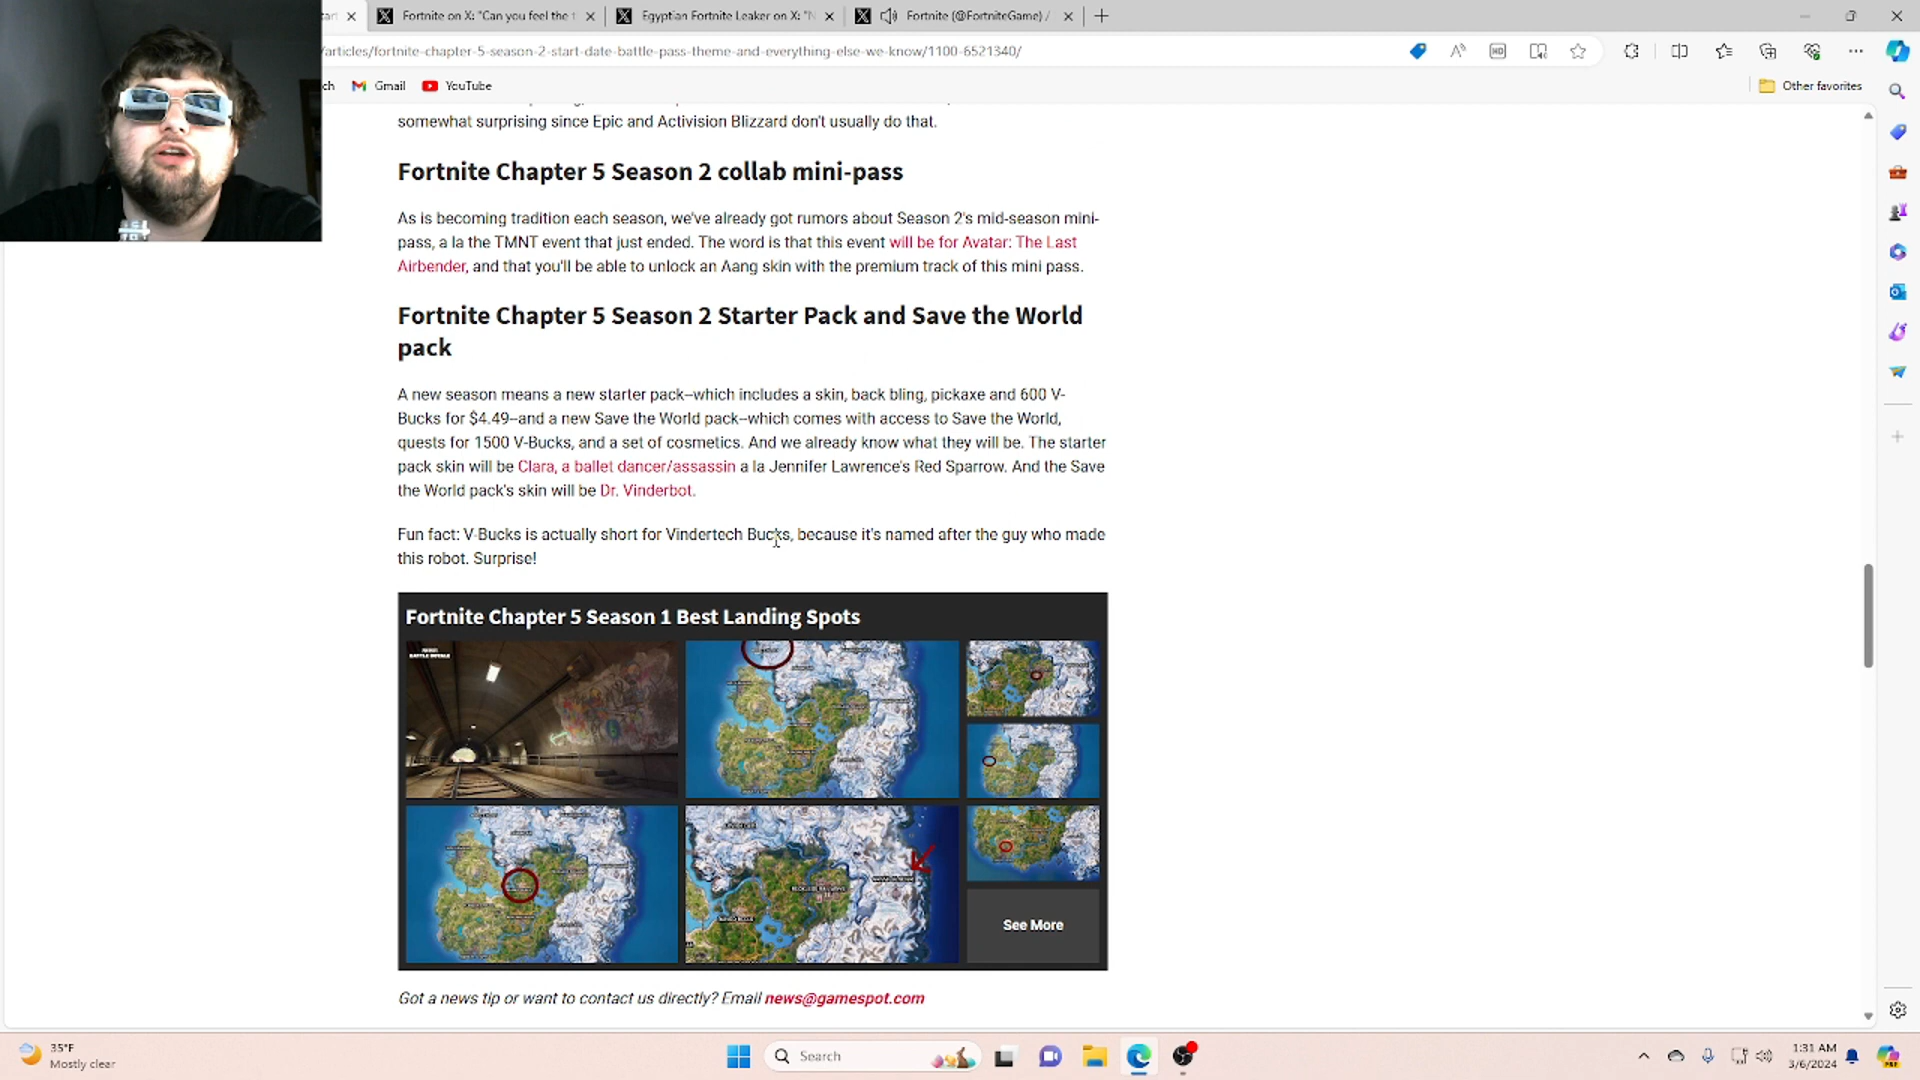 Fortnite on X: "Can you feel the t
Egyptian Fortnite Leaker on X: "N
Fortnite (@FortniteGame) /
/articles/fortnite-chapter-5-season-2-start-date-battle-pass-theme-and-everything-else-we-know/1100-6521340/
ch Gmail YouTube Other favorites
somewhat surprising since Epic and Activision Blizzard don't usually do that.
Fortnite Chapter 5 Season 2 collab mini-pass
As is becoming tradition each season, we've already got rumors about Season 2's mid-season mini-
pass, a la the TMNT event that just ended. The word is that this event will be for Avatar: The Last
Airbender, and that you'll be able to unlock an Aang skin with the premium track of this mini pass.
Fortnite Chapter 5 Season 2 Starter Pack and Save the World
pack
A new season means a new starter pack--which includes a skin, back bling, pickaxe and 600 V-
Bucks for $4.49--and a new Save the World pack--which comes with access to Save the World,
quests for 1500 V-Bucks, and a set of cosmetics. And we already know what they will be. The starter
pack skin will be Clara, a ballet dancer/assassin a la Jennifer Lawrence's Red Sparrow. And the Save
the World pack's skin will be Dr. Vinderbot.
Fun fact: V-Bucks is actually short for Vindertech Bucks, because it's named after the guy who made
this robot. Surprise!
Fortnite Chapter 5 Season 1 Best Landing Spots
See More
Got a news tip or want to contact us directly? Email news@gamespot.com
35°F
Mostly clear
Search
1:31 AM
3/6/2024